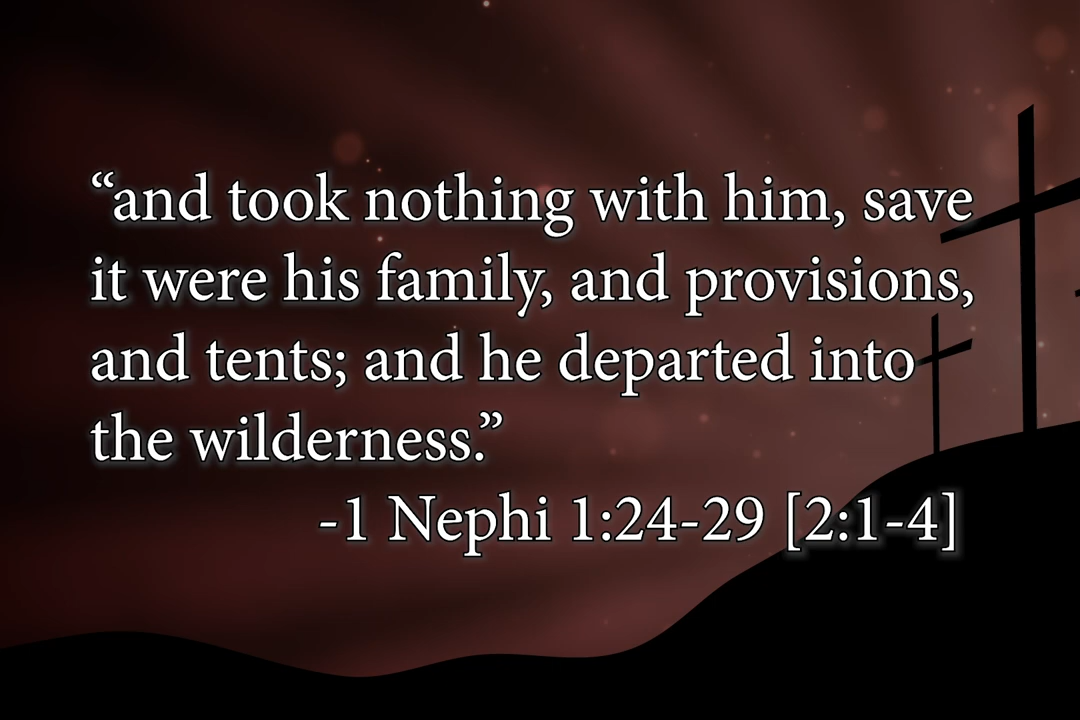 “and took nothing with him, save
it were his family, and provisions,
and tents; and he departed into
the wilderness.”
-1 Nephi 1:24-29 [2:1-4]